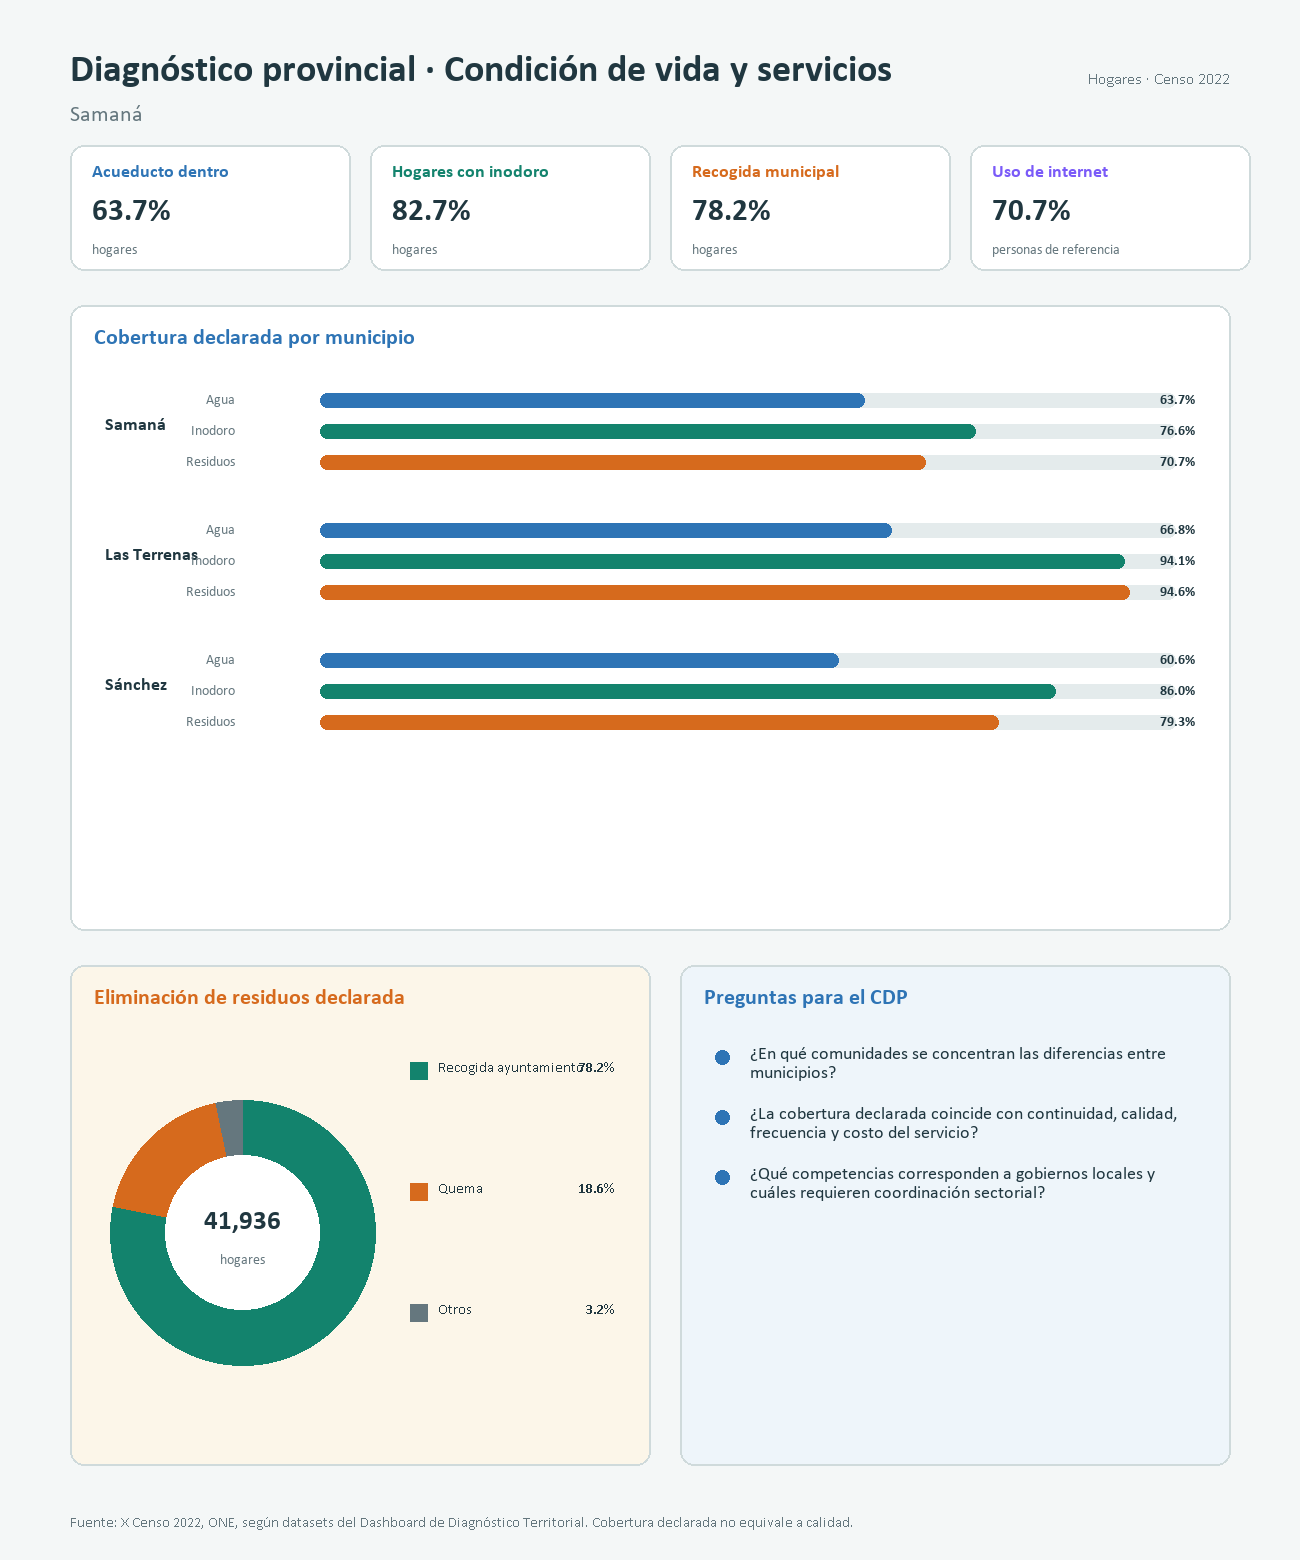 Diagnóstico provincial · Condición de vida y servicios
Hogares · Censo 2022
Samaná
Acueducto dentro
63.7%
hogares
Hogares con inodoro
82.7%
hogares
Recogida municipal
78.2%
hogares
Uso de internet
70.7%
personas de referencia
Cobertura declarada por municipio
Samaná
Agua 63.7%
Inodoro 76.6%
Residuos 70.7%
Las Terrenas
Agua 66.8%
Inodoro 94.1%
Residuos 94.6%
Sánchez
Agua 60.6%
Inodoro 86.0%
Residuos 79.3%
Eliminación de residuos declarada
41,936
hogares
Recogida ayuntamiento 78.2%
Quema 18.6%
Otros 3.2%
Preguntas para el CDP
¿En qué comunidades se concentran las diferencias entre
municipios?
¿La cobertura declarada coincide con continuidad, calidad,
frecuencia y costo del servicio?
¿Qué competencias corresponden a gobiernos locales y
cuáles requieren coordinación sectorial?
Fuente: X Censo 2022, ONE, según datasets del Dashboard de Diagnóstico Territorial. Cobertura declarada no equivale a calidad.